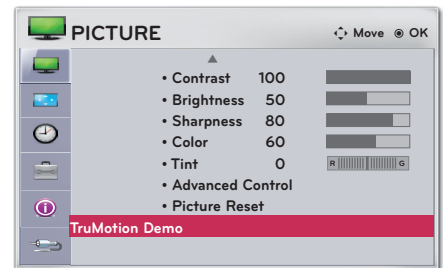 PICTURE
Move OK
• Contrast 100
• Brightness 50
• Sharpness 80
• Color 60
• Tint 0 R G
• Advanced Control
• Picture Reset
TruMotion Demo